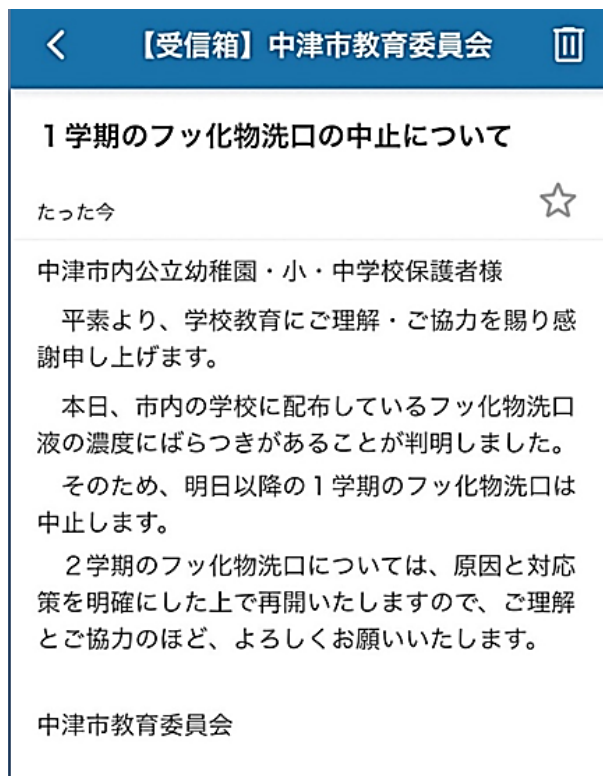 【受信箱】中津市教育委員会
1学期のフッ化物洗口の中止について
たった今
中津市内公立幼稚園・小・中学校保護者様
　平素より、学校教育にご理解・ご協力を賜り感
謝申し上げます。
　本日、市内の学校に配布しているフッ化物洗口
液の濃度にばらつきがあることが判明しました。
　そのため、明日以降の1学期のフッ化物洗口は
中止します。
　2学期のフッ化物洗口については、原因と対応
策を明確にした上で再開いたしますので、ご理解
とご協力のほど、よろしくお願いいたします。
中津市教育委員会